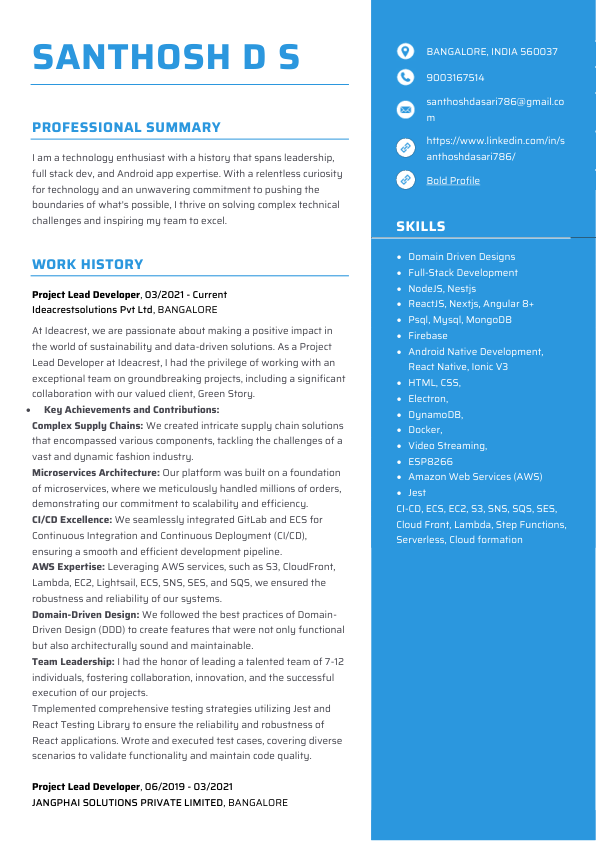 SANTHOSH D S
PROFESSIONAL SUMMARY
I am a technology enthusiast with a history that spans leadership,
full stack dev, and Android app expertise. With a relentless curiosity
for technology and an unwavering commitment to pushing the
boundaries of what's possible, I thrive on solving complex technical
challenges and inspiring my team to excel.
WORK HISTORY
Project Lead Developer, 03/2021 - Current
Ideacrestsolutions Pvt Ltd, BANGALORE
At Ideacrest, we are passionate about making a positive impact in
the world of sustainability and data-driven solutions. As a Project
Lead Developer at Ideacrest, I had the privilege of working with an
exceptional team on groundbreaking projects, including a significant
collaboration with our valued client, Green Story.
• Key Achievements and Contributions:
Complex Supply Chains: We created intricate supply chain solutions
that encompassed various components, tackling the challenges of a
vast and dynamic fashion industry.
Microservices Architecture: Our platform was built on a foundation
of microservices, where we meticulously handled millions of orders,
demonstrating our commitment to scalability and efficiency.
CI/CD Excellence: We seamlessly integrated GitLab and ECS for
Continuous Integration and Continuous Deployment (CI/CD),
ensuring a smooth and efficient development pipeline.
AWS Expertise: Leveraging AWS services, such as S3, CloudFront,
Lambda, EC2, Lightsail, ECS, SNS, SES, and SQS, we ensured the
robustness and reliability of our systems.
Domain-Driven Design: We followed the best practices of Domain-
Driven Design (DDD) to create features that were not only functional
but also architecturally sound and maintainable.
Team Leadership: I had the honor of leading a talented team of 7-12
individuals, fostering collaboration, innovation, and the successful
execution of our projects.
Tmplemented comprehensive testing strategies utilizing Jest and
React Testing Library to ensure the reliability and robustness of
React applications. Wrote and executed test cases, covering diverse
scenarios to validate functionality and maintain code quality.
Project Lead Developer, 06/2019 - 03/2021
JANGPHAI SOLUTIONS PRIVATE LIMITED, BANGALORE
BANGALORE, INDIA 560037
9003167514
santhoshdasari786@gmail.co
m
https://www.linkedin.com/in/s
anthoshdasari786/
Bold Profile
SKILLS
• Domain Driven Designs
• Full-Stack Development
• NodeJS, Nestjs
• ReactJS, Nextjs, Angular 8+
• Psql, Mysql, MongoDB
• Firebase
• Android Native Development,
React Native, Ionic V3
• HTML, CSS,
• Electron,
• DynamoDB,
• Docker,
• Video Streaming,
• ESP8266
• Amazon Web Services (AWS)
• Jest
CI-CD, ECS, EC2, S3, SNS, SQS, SES,
Cloud Front, Lambda, Step Functions,
Serverless, Cloud formation